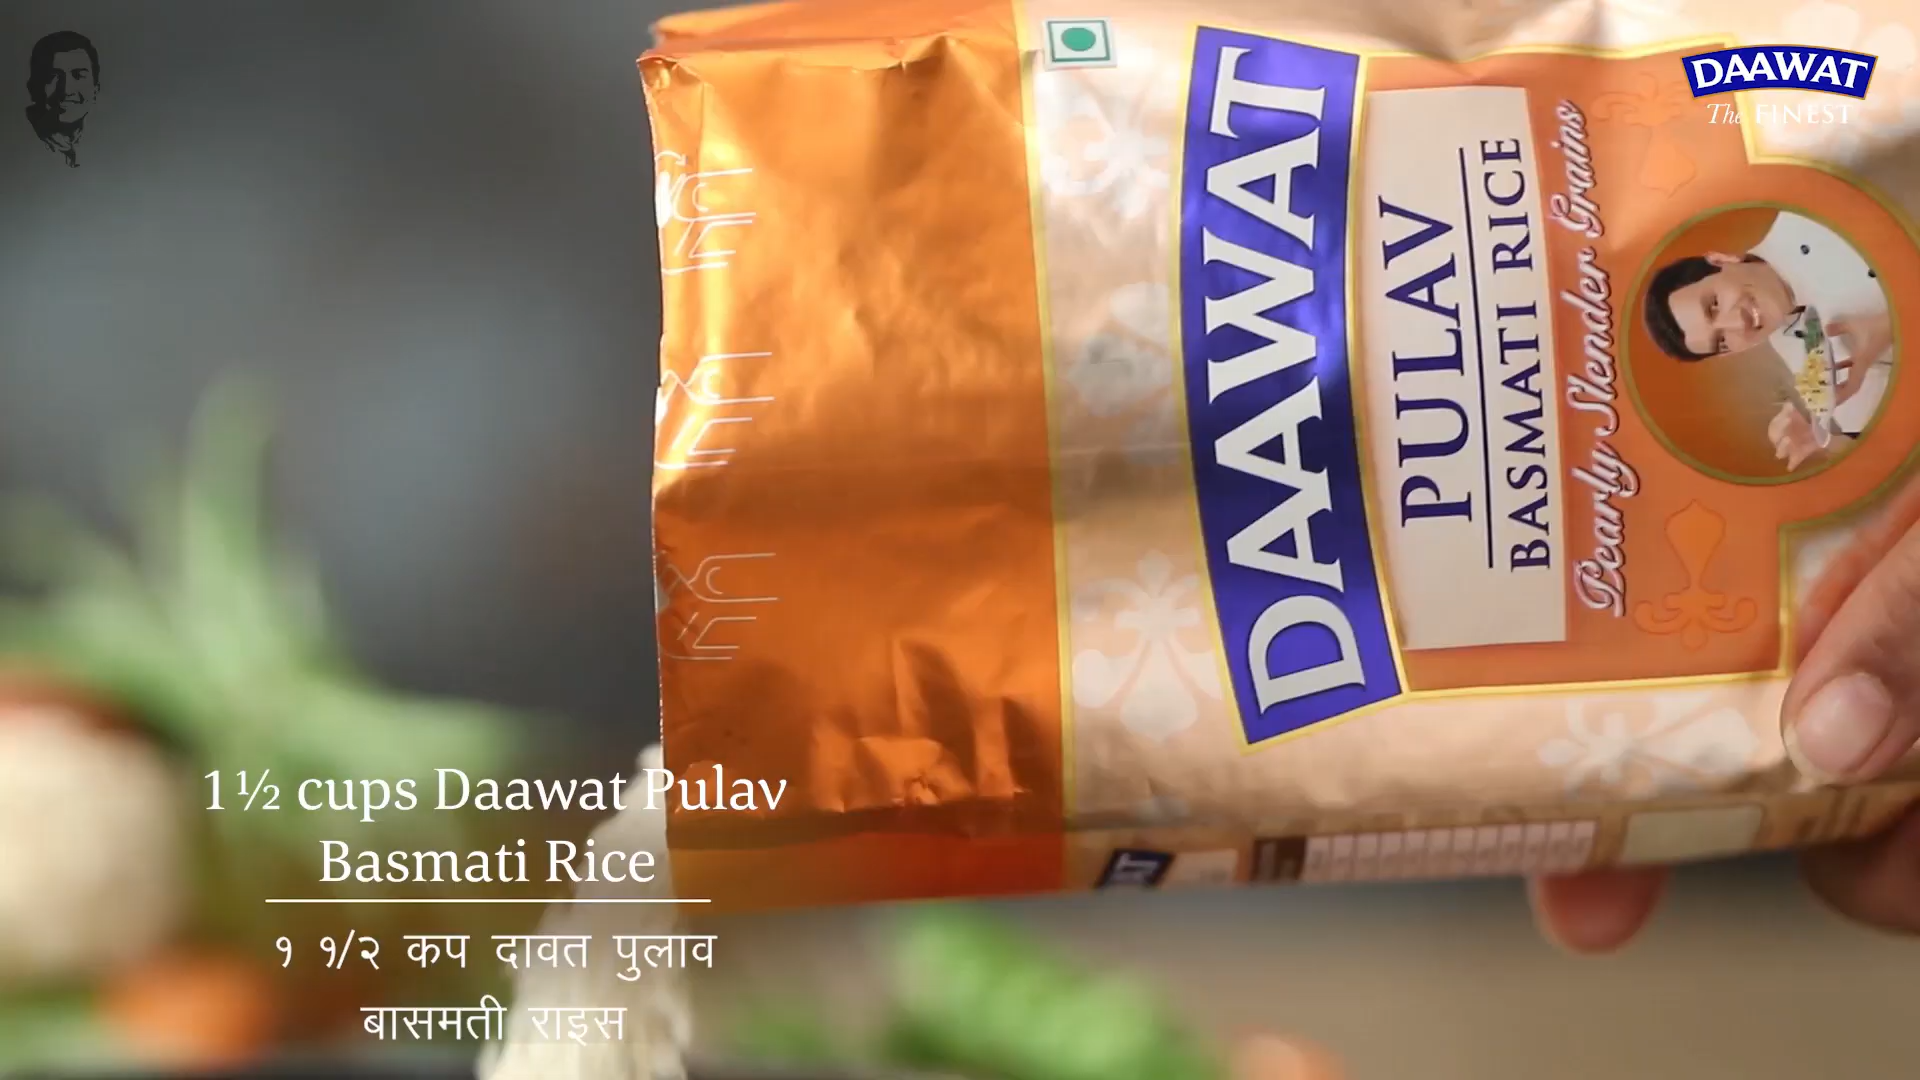 DAAWAT
The FINEST
DAAWAT
PULAV
BASMATI RICE
Pearly Slender Grains
1½ cups Daawat Pulav
Basmati Rice
१ १/२ कप दावत पुलाव
बासमती राइस